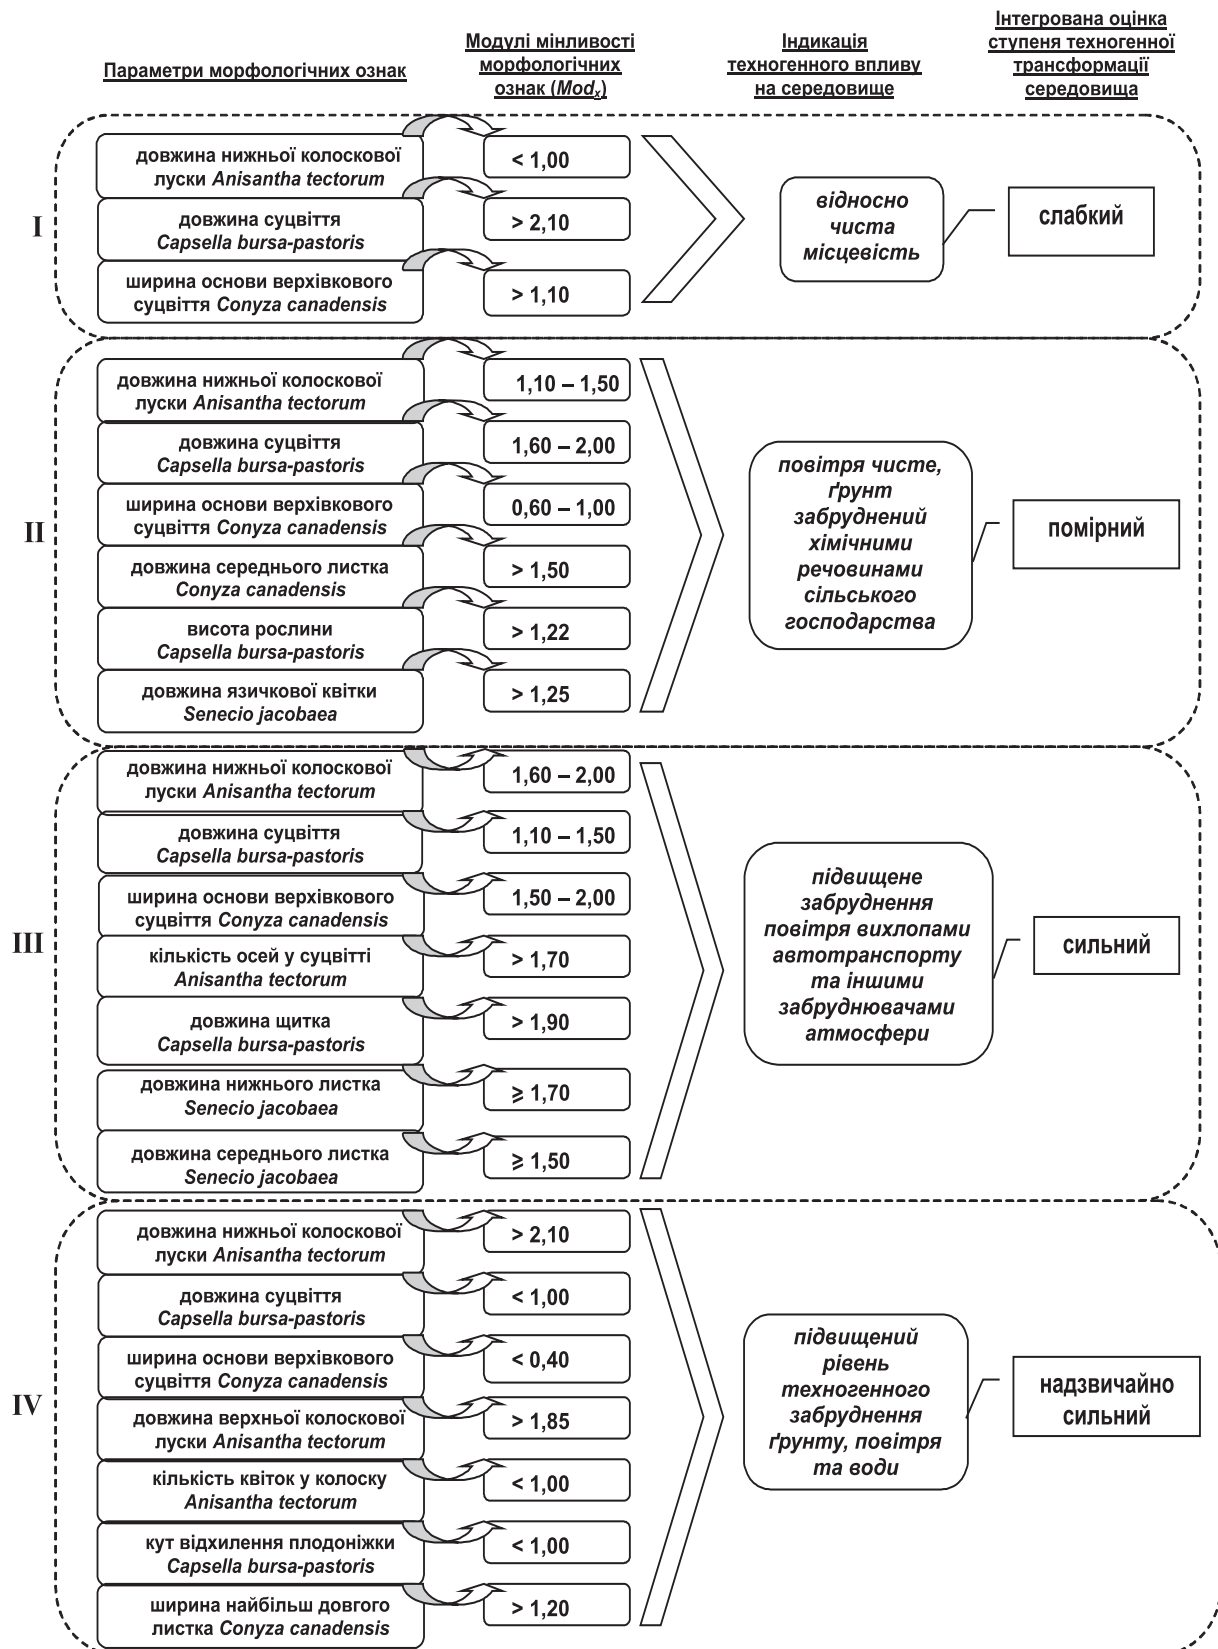 Параметри морфологічних ознак
Модулі мінливості
морфологічних
ознак (Modx)
Індикація
техногенного впливу
на середовище
Інтегрована оцінка
ступеня техногенної
трансформації
середовища
I
довжина нижньої колоскової
луски Anisantha tectorum
< 1,00
довжина суцвіття
Capsella bursa-pastoris
> 2,10
ширина основи верхівкового
суцвіття Conyza canadensis
> 1,10
відносно
чиста
місцевість
слабкий
II
довжина нижньої колоскової
луски Anisantha tectorum
1,10 – 1,50
довжина суцвіття
Capsella bursa-pastoris
1,60 – 2,00
ширина основи верхівкового
суцвіття Conyza canadensis
0,60 – 1,00
довжина середнього листка
Conyza canadensis
> 1,50
висота рослини
Capsella bursa-pastoris
> 1,22
довжина язичкової квітки
Senecio jacobaea
> 1,25
повітря чисте,
ґрунт
забруднений
хімічними
речовинами
сільського
господарства
помірний
III
довжина нижньої колоскової
луски Anisantha tectorum
1,60 – 2,00
довжина суцвіття
Capsella bursa-pastoris
1,10 – 1,50
ширина основи верхівкового
суцвіття Conyza canadensis
1,50 – 2,00
кількість осей у суцвітті
Anisantha tectorum
> 1,70
довжина щитка
Capsella bursa-pastoris
> 1,90
довжина нижнього листка
Senecio jacobaea
⩾ 1,70
довжина середнього листка
Senecio jacobaea
⩾ 1,50
підвищене
забруднення
повітря вихлопами
автотранспорту
та іншими
забруднювачами
атмосфери
сильний
IV
довжина нижньої колоскової
луски Anisantha tectorum
> 2,10
довжина суцвіття
Capsella bursa-pastoris
< 1,00
ширина основи верхівкового
суцвіття Conyza canadensis
< 0,40
довжина верхньої колоскової
луски Anisantha tectorum
> 1,85
кількість квіток у колоску
Anisantha tectorum
< 1,00
кут відхилення плодоніжки
Capsella bursa-pastoris
< 1,00
ширина найбільш довгого
листка Conyza canadensis
> 1,20
підвищений
рівень
техногенного
забруднення
ґрунту, повітря
та води
надзвичайно
сильний